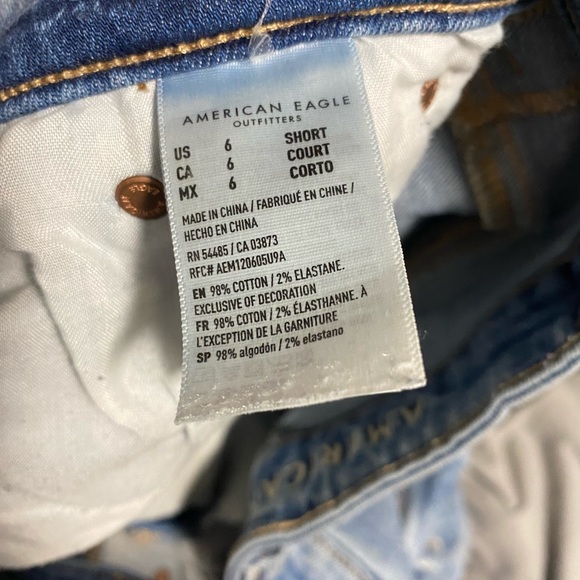 AMERICAN EAGLE
OUTFITTERS
US 6 SHORT
CA 6 COURT
MX 6 CORTO
MADE IN CHINA / FABRIQUÉ EN CHINE /
HECHO EN CHINA
RN 54485 / CA 03873
RFC# AEM120605U9A
EN 98% COTTON / 2% ELASTANE.
EXCLUSIVE OF DECORATION
FR 98% COTON / 2% ÉLASTHANNE. À
L'EXCEPTION DE LA GARNITURE
SP 98% algodón / 2% elastano
AMERICA